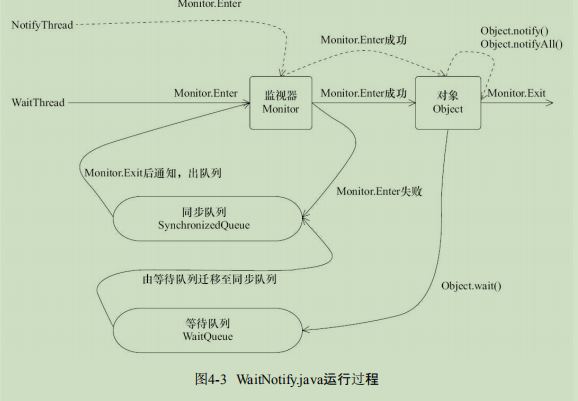 Monitor.Enter
NotifyThread
Object.notify()
Object.notifyAll()
Monitor.Enter成功
WaitThread
Monitor.Enter
监视器
Monitor
Monitor.Enter成功
对象
Object
Monitor.Exit
Monitor.Exit后通知，出队列
Monitor.Enter失败
同步队列
SynchronizedQueue
由等待队列迁移至同步队列
Object.wait()
等待队列
WaitQueue
图4-3 WaitNotify.java运行过程